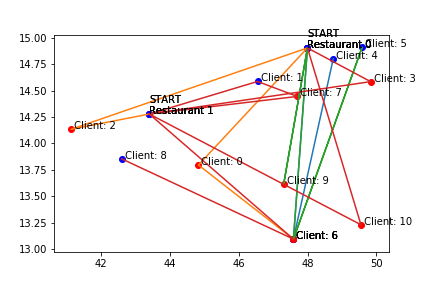 START
15.00
Restaurant 0
Client: 5
14.75
Client: 4
Client: 1
Client: 3
14.50
START
Client: 7
14.25
Restaurant 1
Client: 2
14.00
13.75
Client: 8
Client: 0
Client: 9
13.50
13.25
Client: 10
Client: 6
13.00
42
44
46
48
50